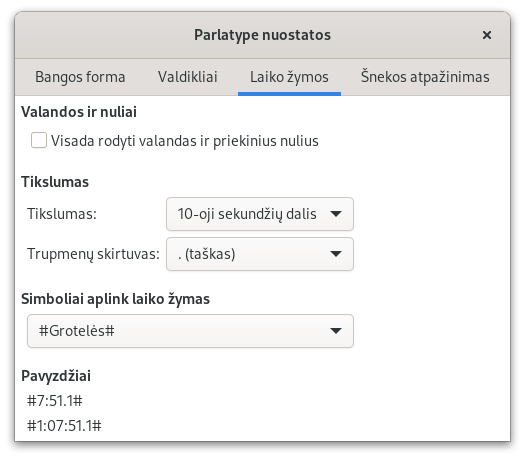 Parlatype nuostatos
Bangos forma Valdikliai Laiko žymos Šnekos atpažinimas
Valandos ir nuliai
Visada rodyti valandas ir priekinius nulius
Tikslumas
Tikslumas: 10-oji sekundžių dalis
Trupmenų skirtuvas: . (taškas)
Simboliai aplink laiko žymas
#Grotelės#
Pavyzdžiai
#7:51.1#
#1:07:51.1#